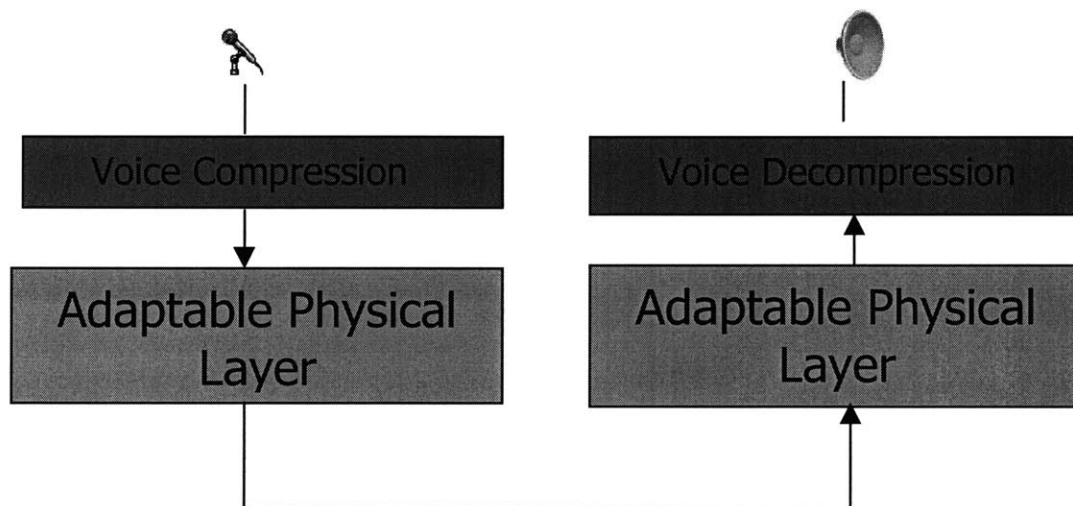 Voice Compression
Voice Decompression
Adaptable Physical
Layer
Adaptable Physical
Layer